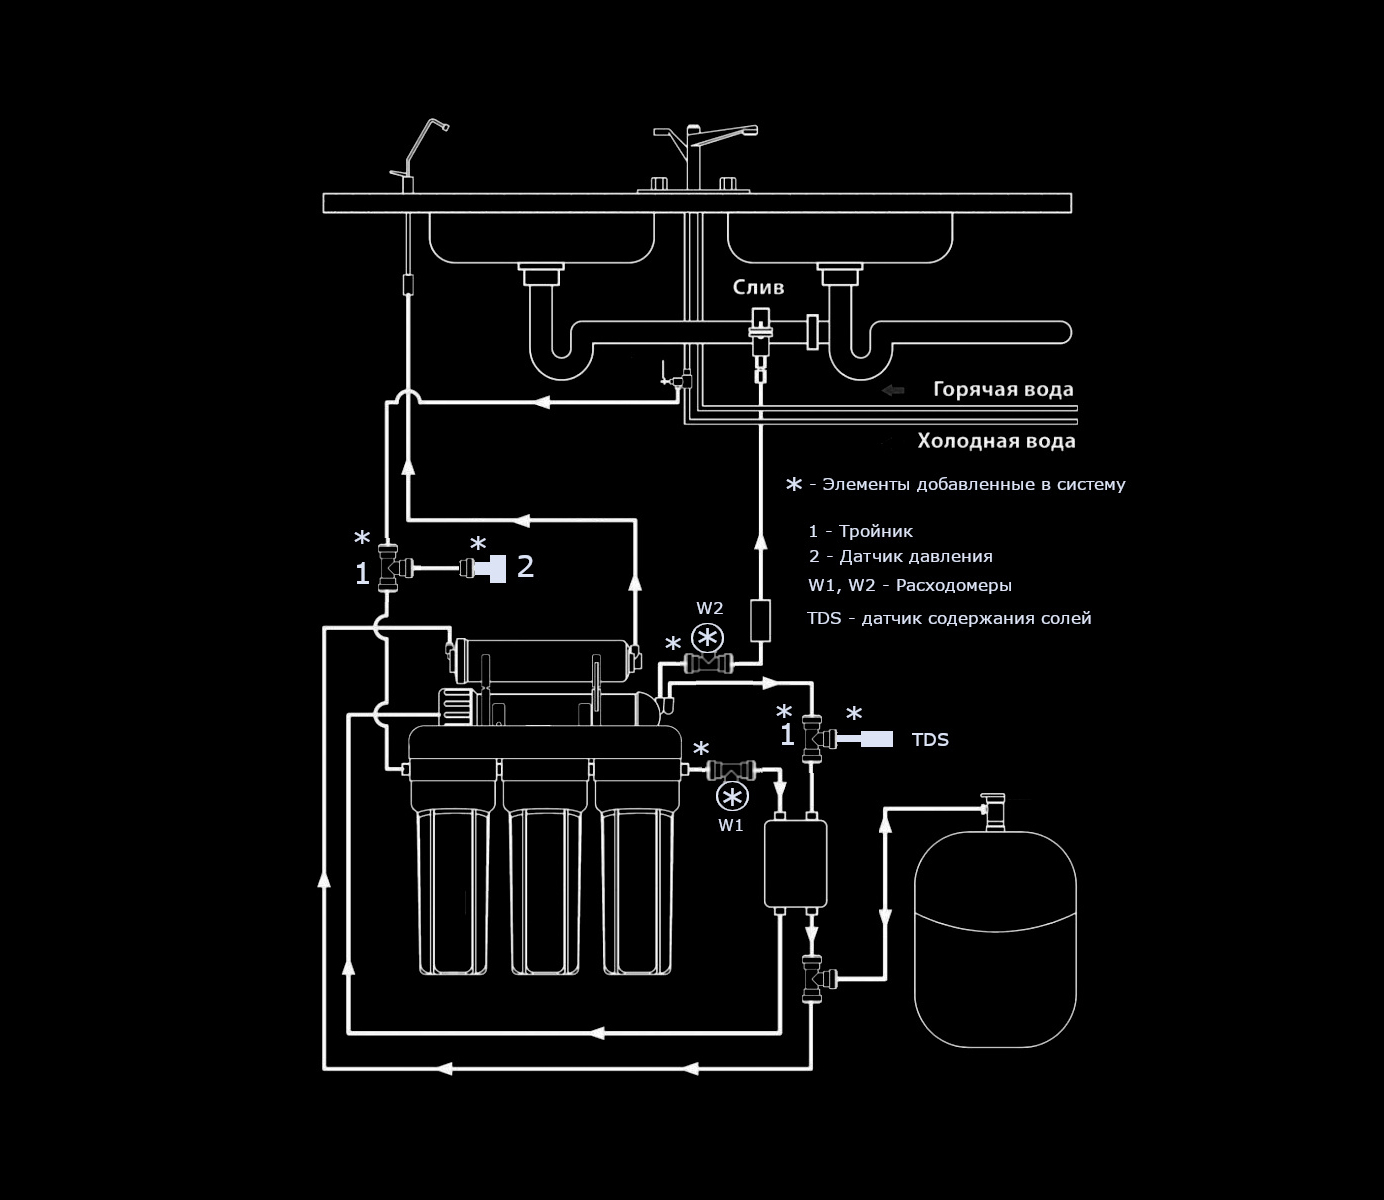 Слив
Горячая вода
Холодная вода
* - Элементы добавленные в систему
1 - Тройник
2 - Датчик давления
W1, W2 - Расходомеры
TDS - датчик содержания солей
*
1
*
2
W2
*
*
*
1
*
TDS
*
*
W1